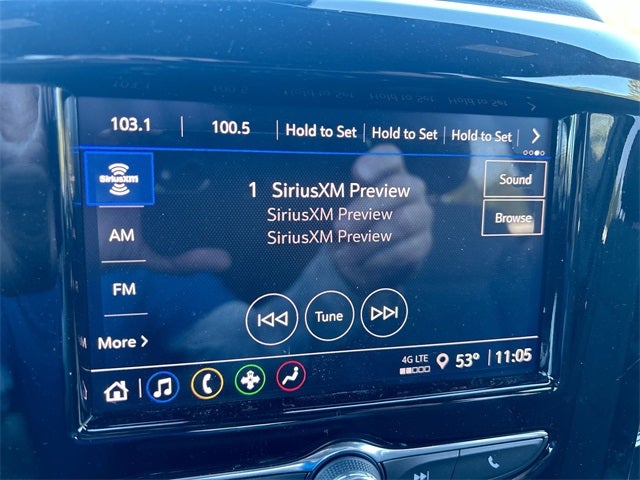 103.1 100.5 Hold to Set Hold to Set Hold to Set
SiriusXM
1 SiriusXM Preview
SiriusXM Preview
SiriusXM Preview
Sound
Browse
AM
FM
More
Tune
4G LTE 53° 11:05